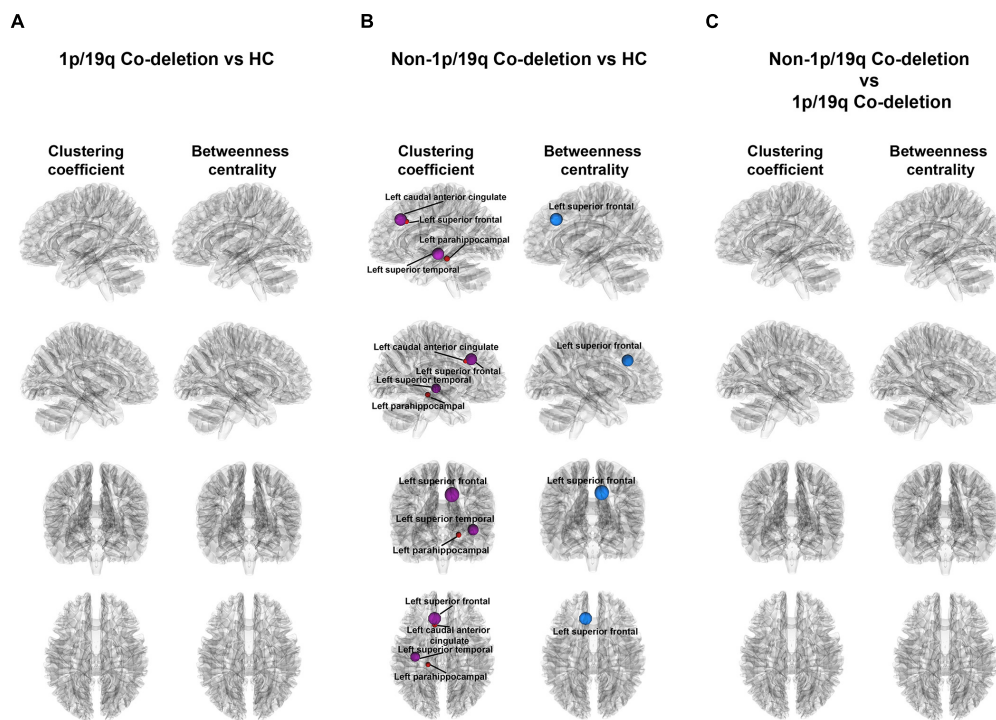 A
B
C
1p/19q Co-deletion vs HC
Non-1p/19q Co-deletion vs HC
Non-1p/19q Co-deletion
vs
1p/19q Co-deletion
Clustering
coefficient
Betweenness
centrality
Clustering
coefficient
Betweenness
centrality
Clustering
coefficient
Betweenness
centrality
Left caudal anterior cingulate
Left superior frontal
Left parahippocampal
Left superior temporal
Left superior frontal
Left caudal anterior cingulate
Left superior frontal
Left superior temporal
Left parahippocampal
Left superior frontal
Left superior frontal
Left superior temporal
Left parahippocampal
Left superior frontal
Left superior frontal
Left caudal anterior
cingulate
Left superior temporal
Left parahippocampal
Left superior frontal